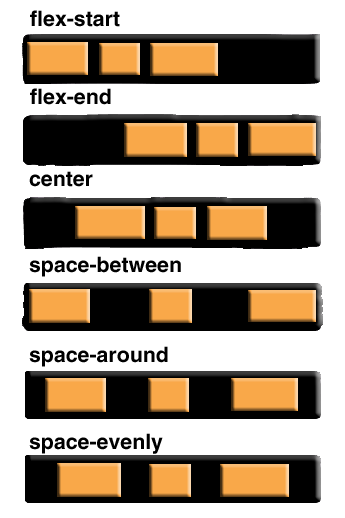 flex-start
flex-end
center
space-between
space-around
space-evenly